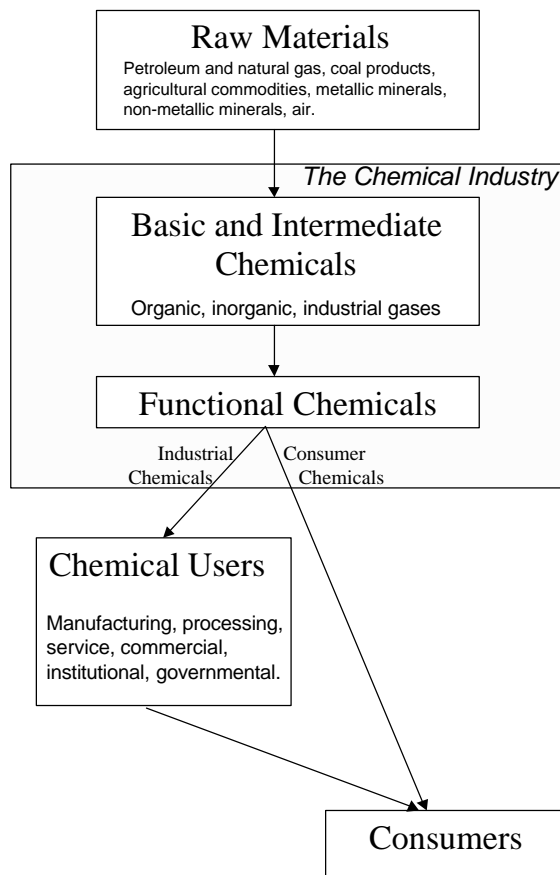 Raw Materials
Petroleum and natural gas, coal products,
agricultural commodities, metallic minerals,
non-metallic minerals, air.
The Chemical Industry
Basic and Intermediate
Chemicals
Organic, inorganic, industrial gases
Functional Chemicals
Industrial
Chemicals
Consumer
Chemicals
Chemical Users
Manufacturing, processing,
service, commercial,
institutional, governmental.
Consumers